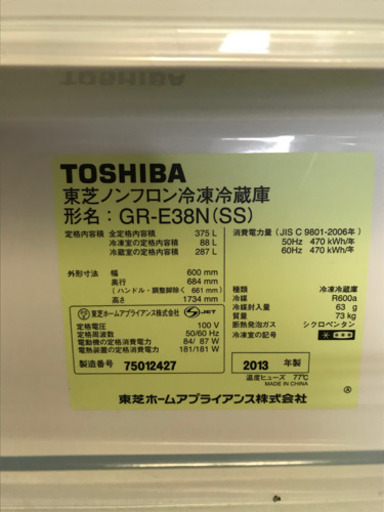 TOSHIBA
東芝ノンフロン冷凍冷蔵庫
形名：GR-E38N(SS)
定格内容積 全定格内容積 375 L
冷凍室の定格内容積 88 L
冷蔵室の定格内容積 287 L
消費電力量（JIS C 9801-2006年）
50Hz 470 kWh/年
60Hz 470 kWh/年
外形寸法 幅 600 mm
奥行 684 mm
（ハンドル・調整脚除く 661 mm）
高さ 1734 mm
種類 冷凍冷蔵庫
冷媒 R600a
冷媒封入量 63 g
質量 73 kg
断熱発泡ガス シクロペンタン
冷凍室の記号
東芝ホームアプライアンス株式会社 S JET
定格電圧 100 V
定格周波数 50/60 Hz
電動機の定格消費電力 84/ 87 W
電熱装置の定格消費電力 181/181 W
製造番号 75012427
2013 年製
温度ヒューズ 77℃
MADE IN CHINA
東芝ホームアプライアンス株式会社